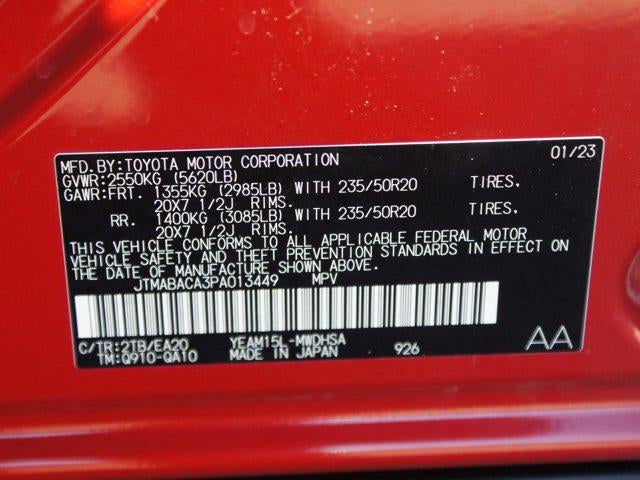 MFD.BY:TOYOTA MOTOR CORPORATION 01/23
GVWR:2550KG (5620LB)
GAWR:FRT. 1355KG (2985LB) WITH 235/50R20 TIRES.
20X7 1/2J RIMS.
RR. 1400KG (3085LB) WITH 235/50R20 TIRES.
20X7 1/2J RIMS.
THIS VEHICLE CONFORMS TO ALL APPLICABLE FEDERAL MOTOR
VEHICLE SAFETY AND THEFT PREVENTION STANDARDS IN EFFECT ON
THE DATE OF MANUFACTURE SHOWN ABOVE.
JTMABACA3PA013449 MPV
C/TR:2TB/EA20 YEAM15L-MWDHSA
TM:Q910-QA10 MADE IN JAPAN 926 AA